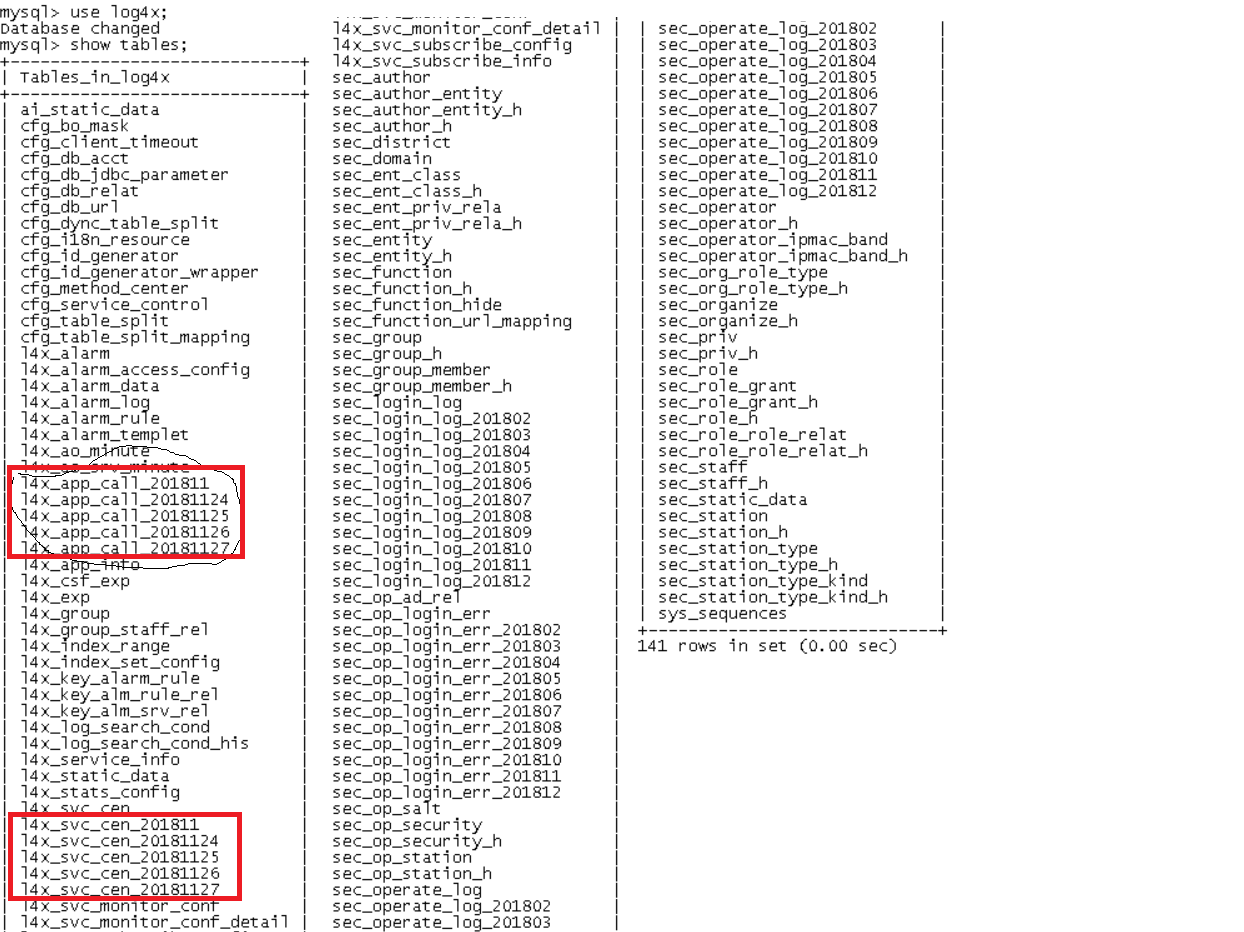 mysql> use log4x;
Database changed
mysql> show tables;
+------------------------------+
| Tables_in_log4x |
+------------------------------+
| ai_static_data
| cfg_bo_mask
| cfg_client_timeout
| cfg_db_acct
| cfg_db_jdbc_parameter
| cfg_db_relat
| cfg_db_url
| cfg_dync_table_split
| cfg_i18n_resource
| cfg_id_generator
| cfg_id_generator_wrapper
| cfg_method_center
| cfg_service_control
| cfg_table_split
| cfg_table_split_mapping
| l4x_alarm
| l4x_alarm_access_config
| l4x_alarm_data
| l4x_alarm_log
| l4x_alarm_rule
| l4x_alarm_templet
| l4x_ao_minute
| l4x_ao_srv_minute
| l4x_app_call_201811
| l4x_app_call_20181124
| l4x_app_call_20181125
| l4x_app_call_20181126
| l4x_app_call_20181127
| l4x_app_info
| l4x_csf_exp
| l4x_exp
| l4x_group
| l4x_group_staff_rel
| l4x_index_range
| l4x_index_set_config
| l4x_key_alarm_rule
| l4x_key_alm_rule_rel
| l4x_key_alm_srv_rel
| l4x_log_search_cond
| l4x_log_search_cond_his
| l4x_service_info
| l4x_static_data
| l4x_stats_config
| l4x_svc_cen
| l4x_svc_cen_201811
| l4x_svc_cen_20181124
| l4x_svc_cen_20181125
| l4x_svc_cen_20181126
| l4x_svc_cen_20181127
| l4x_svc_monitor_conf
| l4x_svc_monitor_conf_detail |
l4x_svc_monitor_conf_detail |
l4x_svc_subscribe_config
l4x_svc_subscribe_info
sec_author
sec_author_entity
sec_author_entity_h
sec_author_h
sec_district
sec_domain
sec_ent_class
sec_ent_class_h
sec_ent_priv_rela
sec_ent_priv_rela_h
sec_entity
sec_entity_h
sec_function
sec_function_h
sec_function_hide
sec_function_url_mapping
sec_group
sec_group_h
sec_group_member
sec_group_member_h
sec_login_log
sec_login_log_201802
sec_login_log_201803
sec_login_log_201804
sec_login_log_201805
sec_login_log_201806
sec_login_log_201807
sec_login_log_201808
sec_login_log_201809
sec_login_log_201810
sec_login_log_201811
sec_login_log_201812
sec_op_ad_rel
sec_op_login_err
sec_op_login_err_201802
sec_op_login_err_201803
sec_op_login_err_201804
sec_op_login_err_201805
sec_op_login_err_201806
sec_op_login_err_201807
sec_op_login_err_201808
sec_op_login_err_201809
sec_op_login_err_201810
sec_op_login_err_201811
sec_op_login_err_201812
sec_op_salt
sec_op_security
sec_op_security_h
sec_op_station
sec_op_station_h
sec_operate_log
sec_operate_log_201802
sec_operate_log_201803
| sec_operate_log_201802 |
| sec_operate_log_201803 |
| sec_operate_log_201804 |
| sec_operate_log_201805 |
| sec_operate_log_201806 |
| sec_operate_log_201807 |
| sec_operate_log_201808 |
| sec_operate_log_201809 |
| sec_operate_log_201810 |
| sec_operate_log_201811 |
| sec_operate_log_201812 |
| sec_operator |
| sec_operator_h |
| sec_operator_ipmac_band |
| sec_operator_ipmac_band_h |
| sec_org_role_type |
| sec_org_role_type_h |
| sec_organize |
| sec_organize_h |
| sec_priv |
| sec_priv_h |
| sec_role |
| sec_role_grant |
| sec_role_grant_h |
| sec_role_h |
| sec_role_role_relat |
| sec_role_role_relat_h |
| sec_staff |
| sec_staff_h |
| sec_static_data |
| sec_station |
| sec_station_h |
| sec_station_type |
| sec_station_type_h |
| sec_station_type_kind |
| sec_station_type_kind_h |
| sys_sequences |
+------------------------------+
141 rows in set (0.00 sec)